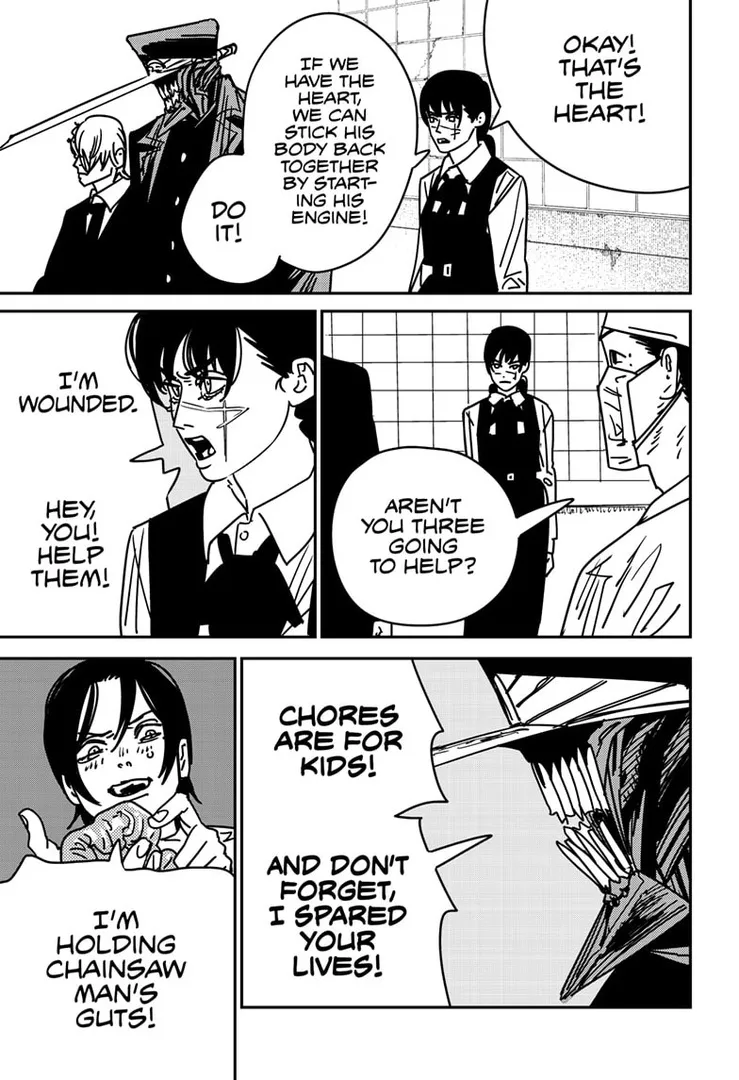 OKAY!
THAT'S
THE
HEART!
IF WE
HAVE THE
HEART,
WE CAN
STICK HIS
BODY BACK
TOGETHER
BY START-
ING HIS
ENGINE!
DO
IT!
AREN'T
YOU THREE
GOING
TO HELP?
I'M
WOUNDED.
HEY,
YOU!
HELP
THEM!
CHORES
ARE FOR
KIDS!
AND DON'T
FORGET,
I SPARED
YOUR
LIVES!
I'M
HOLDING
CHAINSAW
MAN'S
GUTS!